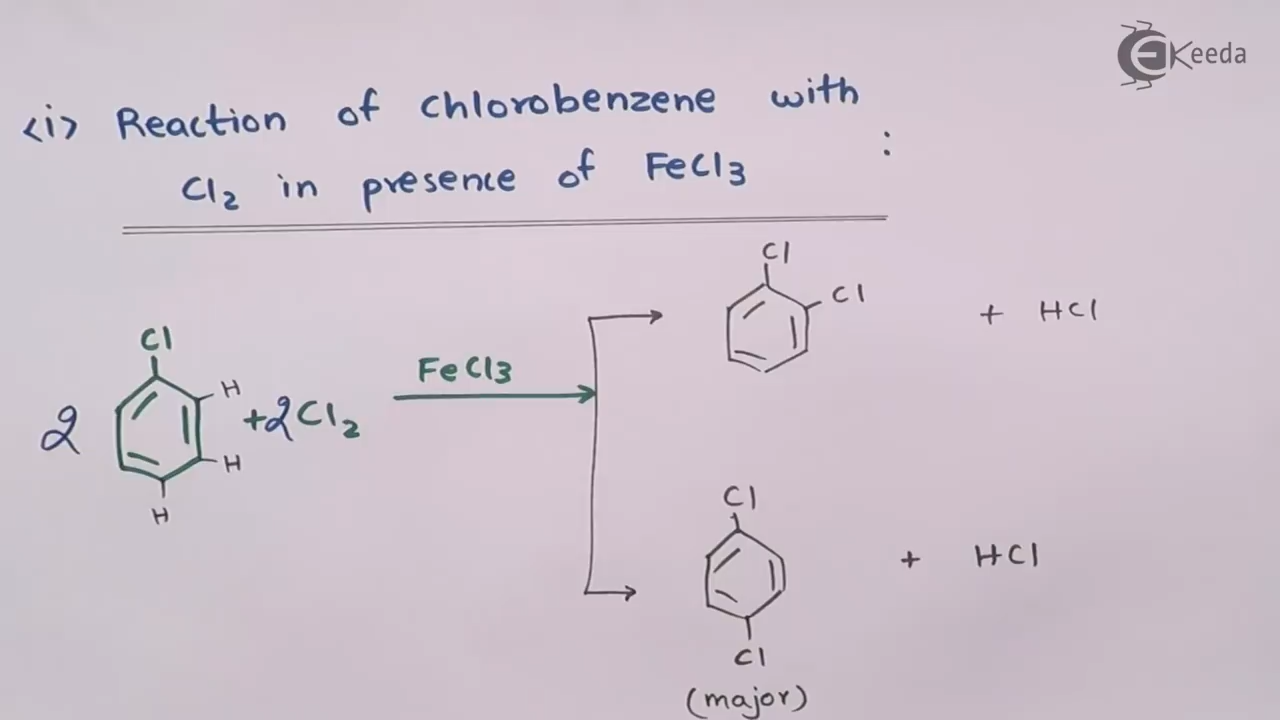 eKeeda
<i> Reaction of chlorobenzene with
Cl2 in presence of FeCl3 :
Cl
Cl
+ HCl
Cl
H
FeCl3
2
+2Cl2
H
H
Cl
+ HCl
Cl
(major)